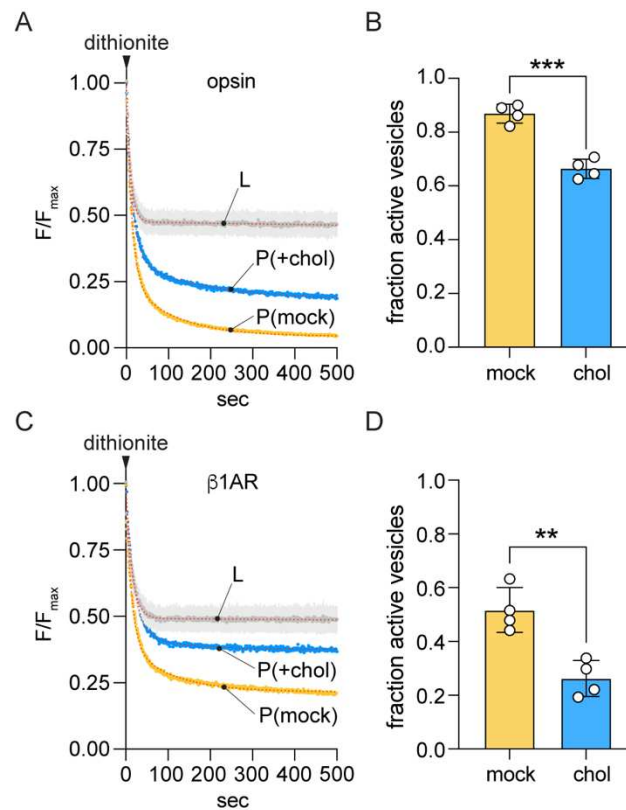 A
dithionite
opsin
1.00
0.75
0.50
0.25
0.00
F/Fmax
L
P(+chol)
P(mock)
0 100 200 300 400 500
sec
B
***
1.0
0.8
0.6
0.4
0.2
0.0
fraction active vesicles
mock chol
C
dithionite
β1AR
1.00
0.75
0.50
0.25
0.00
F/Fmax
L
P(+chol)
P(mock)
0 100 200 300 400 500
sec
D
**
1.0
0.8
0.6
0.4
0.2
0.0
fraction active vesicles
mock chol